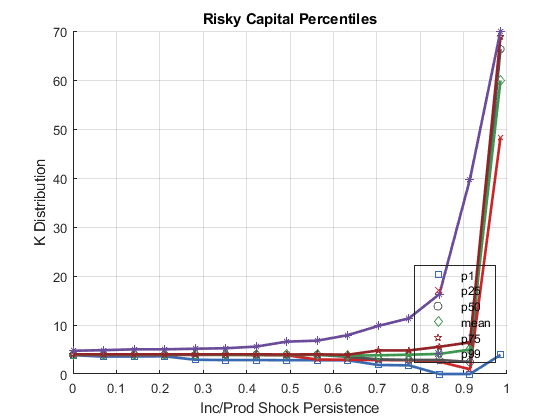 Risky Capital Percentiles
70
60
50
40
30
20
10
0
K Distribution
p1
p25
p50
mean
p75
p99
0 0.1 0.2 0.3 0.4 0.5 0.6 0.7 0.8 0.9 1
Inc/Prod Shock Persistence